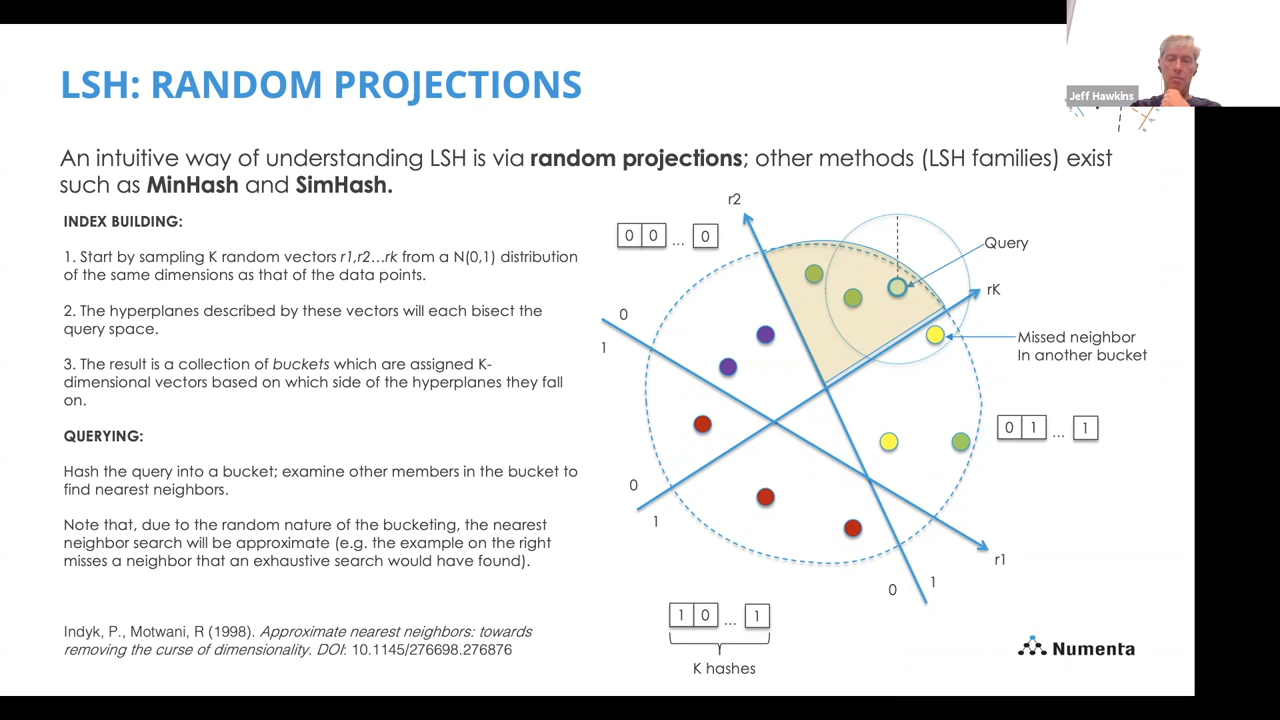 LSH: RANDOM PROJECTIONS
Jeff Hawkins
An intuitive way of understanding LSH is via random projections; other methods (LSH families) exist
such as MinHash and SimHash.
INDEX BUILDING:
1. Start by sampling K random vectors r1,r2...rk from a N(0,1) distribution
of the same dimensions as that of the data points.
2. The hyperplanes described by these vectors will each bisect the
query space.
3. The result is a collection of buckets which are assigned K-
dimensional vectors based on which side of the hyperplanes they fall
on.
QUERYING:
Hash the query into a bucket; examine other members in the bucket to
find nearest neighbors.
Note that, due to the random nature of the bucketing, the nearest
neighbor search will be approximate (e.g. the example on the right
misses a neighbor that an exhaustive search would have found).
Indyk, P., Motwani, R (1998). Approximate nearest neighbors: towards
removing the curse of dimensionality. DOI: 10.1145/276698.276876
r2
0 0 ... 0
Query
rK
0
1
Missed neighbor
In another bucket
0 1 ... 1
0
1
r1
0 1
1 0 ... 1
K hashes
Numenta